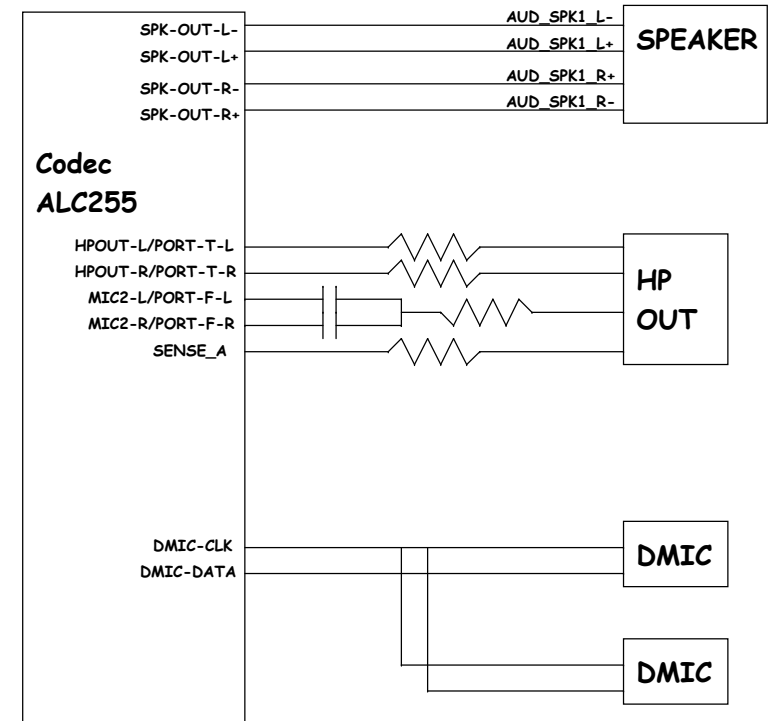 SPK-OUT-L- AUD_SPK1_L-
SPK-OUT-L+ AUD_SPK1_L+
SPEAKER
SPK-OUT-R- AUD_SPK1_R+
SPK-OUT-R+ AUD_SPK1_R-
Codec
ALC255
HPOUT-L/PORT-T-L
HPOUT-R/PORT-T-R
MIC2-L/PORT-F-L
MIC2-R/PORT-F-R
SENSE_A
HP
OUT
DMIC-CLK
DMIC-DATA
DMIC
DMIC